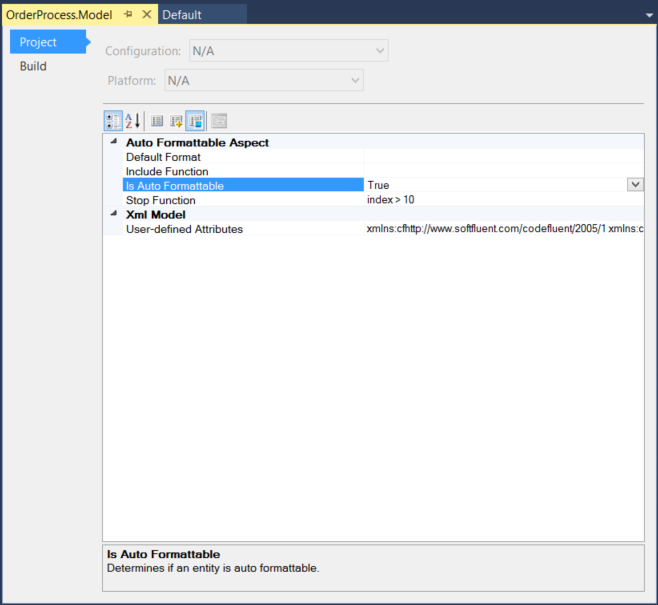 OrderProcess.Model
Default
Project
Build
Configuration: N/A
Platform: N/A
Auto Formattable Aspect
Default Format
Include Function
Is Auto Formattable True
Stop Function index > 10
Xml Model
User-defined Attributes xmlns:cfhttp://www.softfluent.com/codefluent/2005/1 xmlns:c
Is Auto Formattable
Determines if an entity is auto formattable.